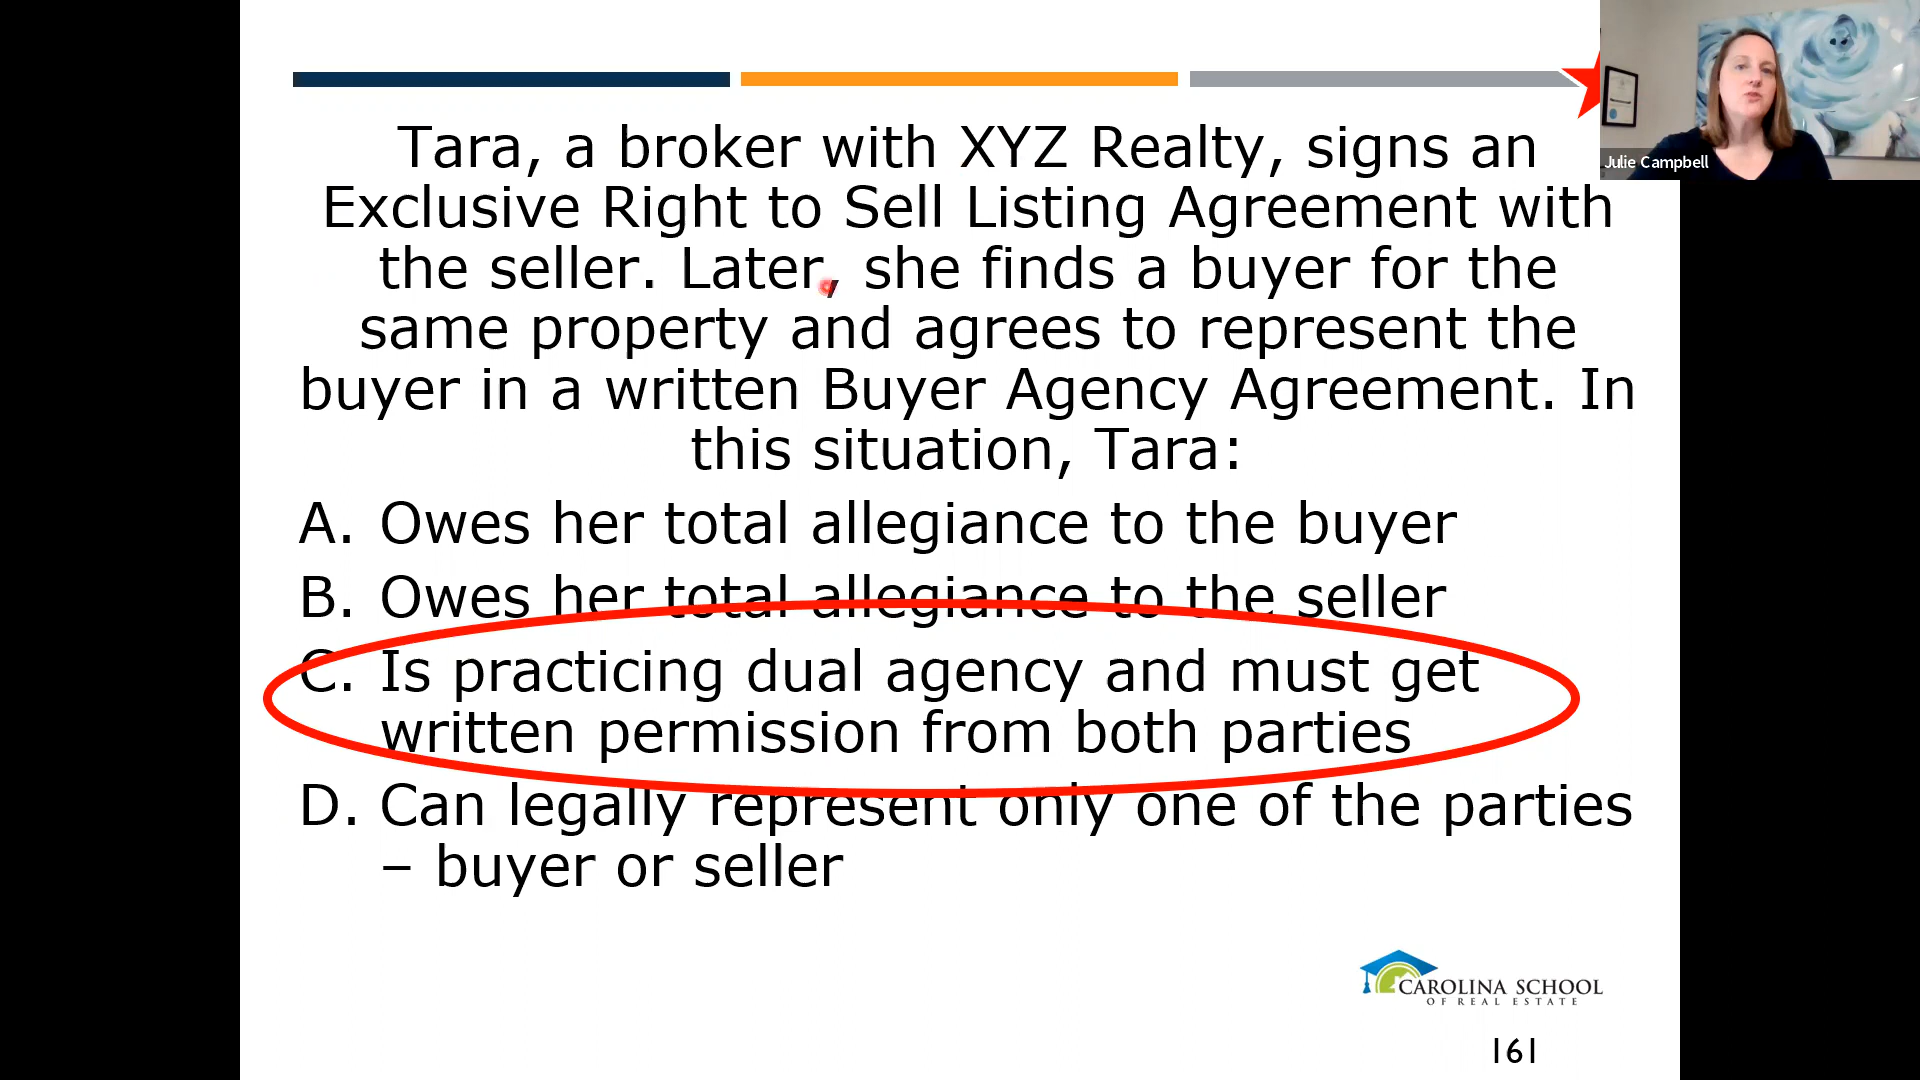 Tara, a broker with XYZ Realty, signs an
Exclusive Right to Sell Listing Agreement with
the seller. Later, she finds a buyer for the
same property and agrees to represent the
buyer in a written Buyer Agency Agreement. In
this situation, Tara:
A. Owes her total allegiance to the buyer
B. Owes her total allegiance to the seller
C. Is practicing dual agency and must get
written permission from both parties
D. Can legally represent only one of the parties
– buyer or seller
Julie Campbell
CAROLINA SCHOOL
OF REAL ESTATE
161